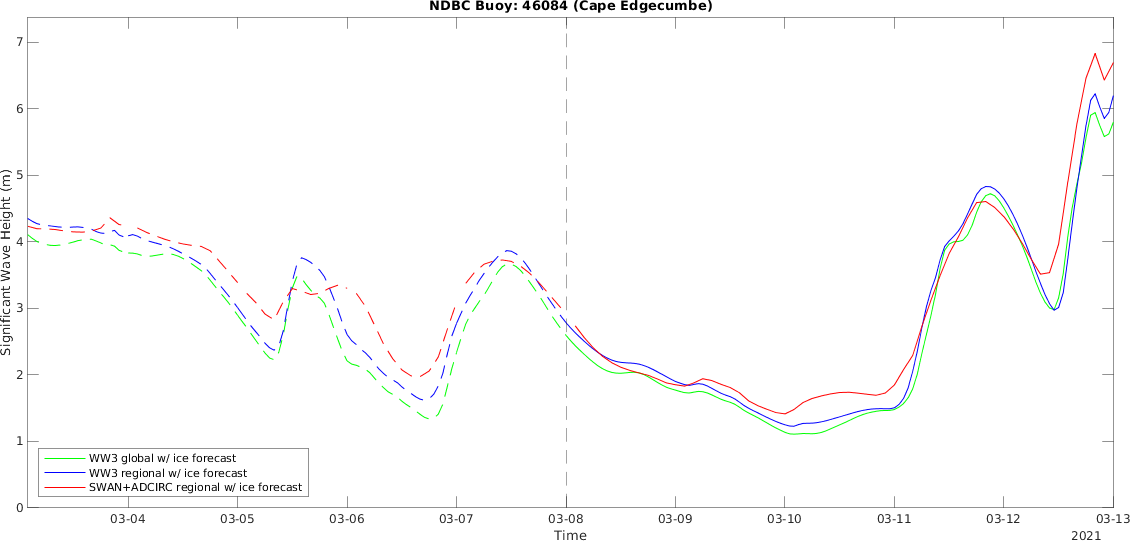 NDBC Buoy: 46084 (Cape Edgecumbe)
7
6
5
4
3
2
1
0
Significant Wave Height (m)
WW3 global w/ ice forecast
WW3 regional w/ ice forecast
SWAN+ADCIRC regional w/ ice forecast
03-04 03-05 03-06 03-07 03-08 03-09 03-10 03-11 03-12 03-13
Time
2021